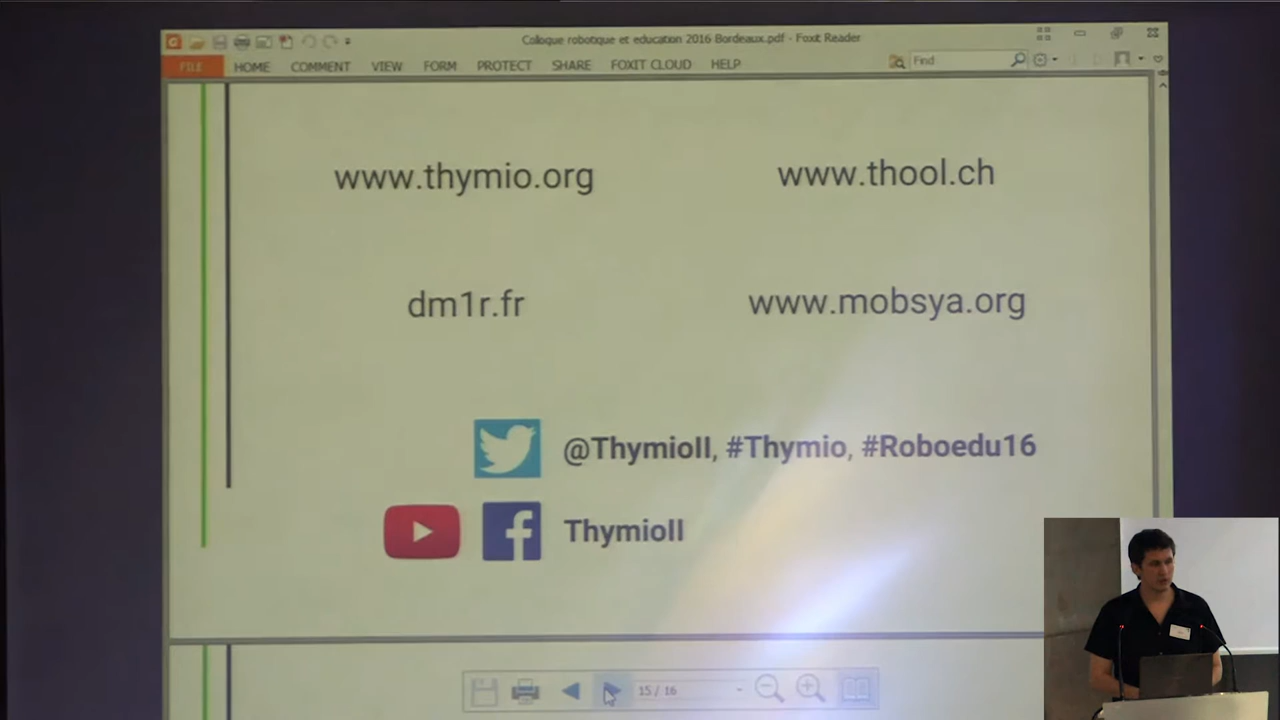 Colloque robotique et education 2016 Bordeaux.pdf - Foxit Reader
FILE HOME COMMENT VIEW FORM PROTECT SHARE FOXIT CLOUD HELP Find
www.thymio.org www.thool.ch
dm1r.fr www.mobsya.org
@ThymioII, #Thymio, #Roboedu16
ThymioII
15 / 16